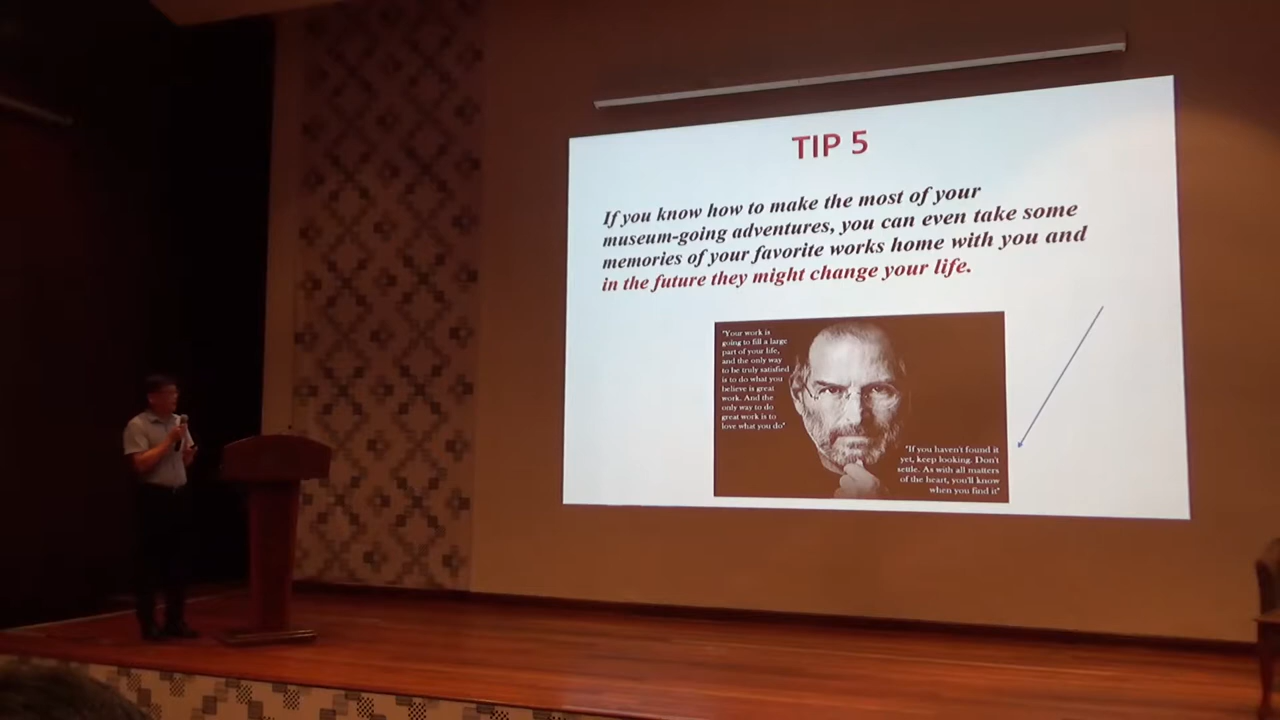 TIP 5
If you know how to make the most of your
museum-going adventures, you can even take some
memories of your favorite works home with you and
in the future they might change your life.
"Your work is
going to fill a large
part of your life,
and the only way
to be truly satisfied
is to do what you
believe is great
work. And the
only way to do
great work is to
love what you do"
"If you haven't found it
yet, keep looking. Don't
settle. As with all matters
of the heart, you'll know
when you find it"